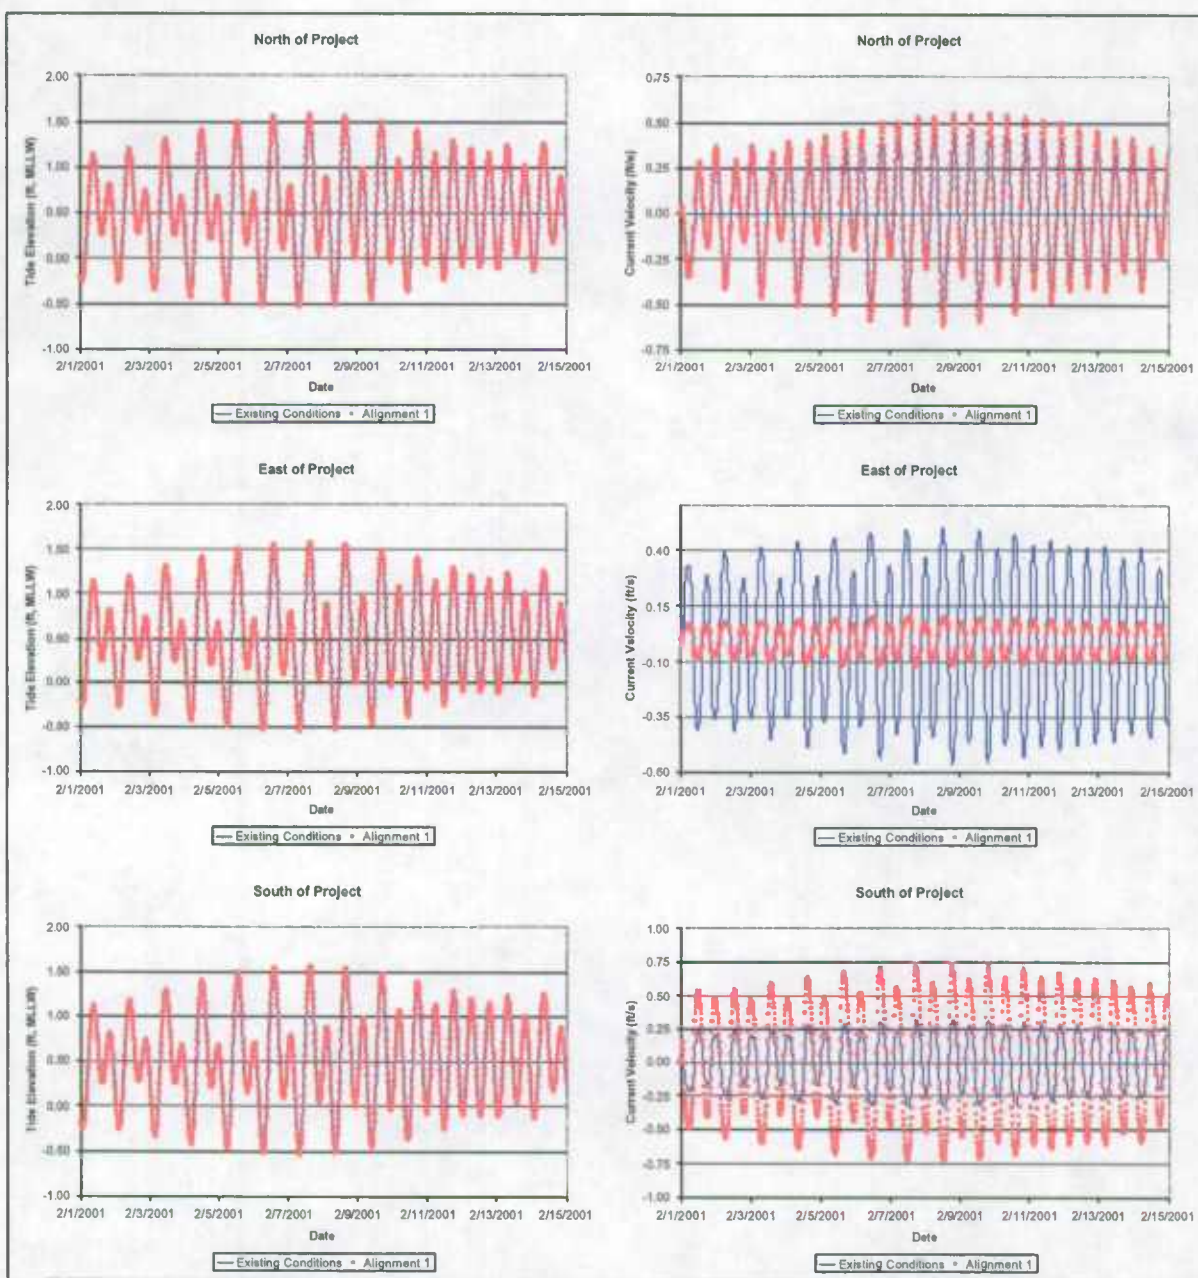 North of Project
Tide Elevation (ft, MLLW)
2.00
1.50
1.00
0.50
0.00
-0.50
-1.00
2/1/2001 2/3/2001 2/5/2001 2/7/2001 2/9/2001 2/11/2001 2/13/2001 2/15/2001
Date
Existing Conditions Alignment 1
North of Project
Current Velocity (ft/s)
0.75
0.50
0.25
0.00
-0.25
-0.50
-0.75
2/1/2001 2/3/2001 2/5/2001 2/7/2001 2/9/2001 2/11/2001 2/13/2001 2/15/2001
Date
Existing Conditions Alignment 1
East of Project
Tide Elevation (ft, MLLW)
2.00
1.50
1.00
0.50
0.00
-0.50
-1.00
2/1/2001 2/3/2001 2/5/2001 2/7/2001 2/9/2001 2/11/2001 2/13/2001 2/15/2001
Date
Existing Conditions Alignment 1
East of Project
Current Velocity (ft/s)
0.40
0.15
-0.10
-0.35
-0.60
2/1/2001 2/3/2001 2/5/2001 2/7/2001 2/9/2001 2/11/2001 2/13/2001 2/15/2001
Date
Existing Conditions Alignment 1
South of Project
Tide Elevation (ft, MLLW)
2.00
1.50
1.00
0.50
0.00
-0.50
-1.00
2/1/2001 2/3/2001 2/5/2001 2/7/2001 2/9/2001 2/11/2001 2/13/2001 2/15/2001
Date
Existing Conditions Alignment 1
South of Project
Current Velocity (ft/s)
1.00
0.75
0.50
0.25
0.00
-0.25
-0.50
-0.75
-1.00
2/1/2001 2/3/2001 2/5/2001 2/7/2001 2/9/2001 2/11/2001 2/13/2001 2/15/2001
Date
Existing Conditions Alignment 1